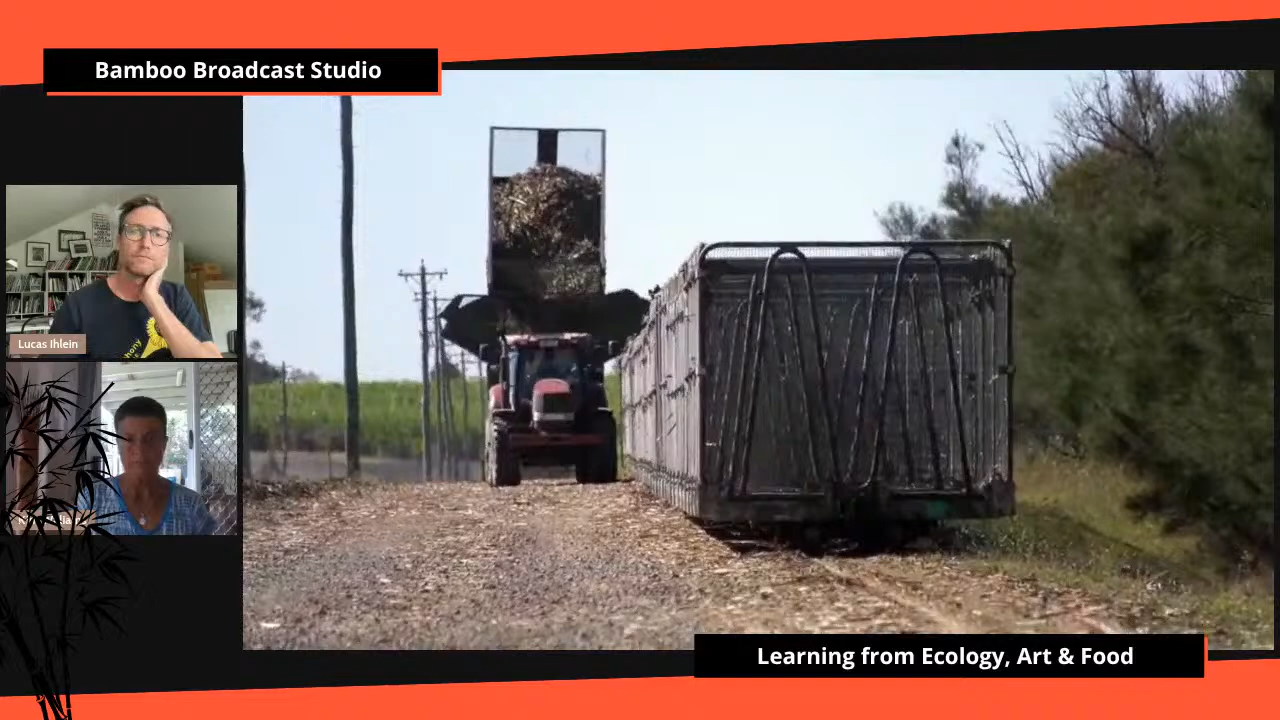 Bamboo Broadcast Studio
Lucas Ihlein
Learning from Ecology, Art & Food